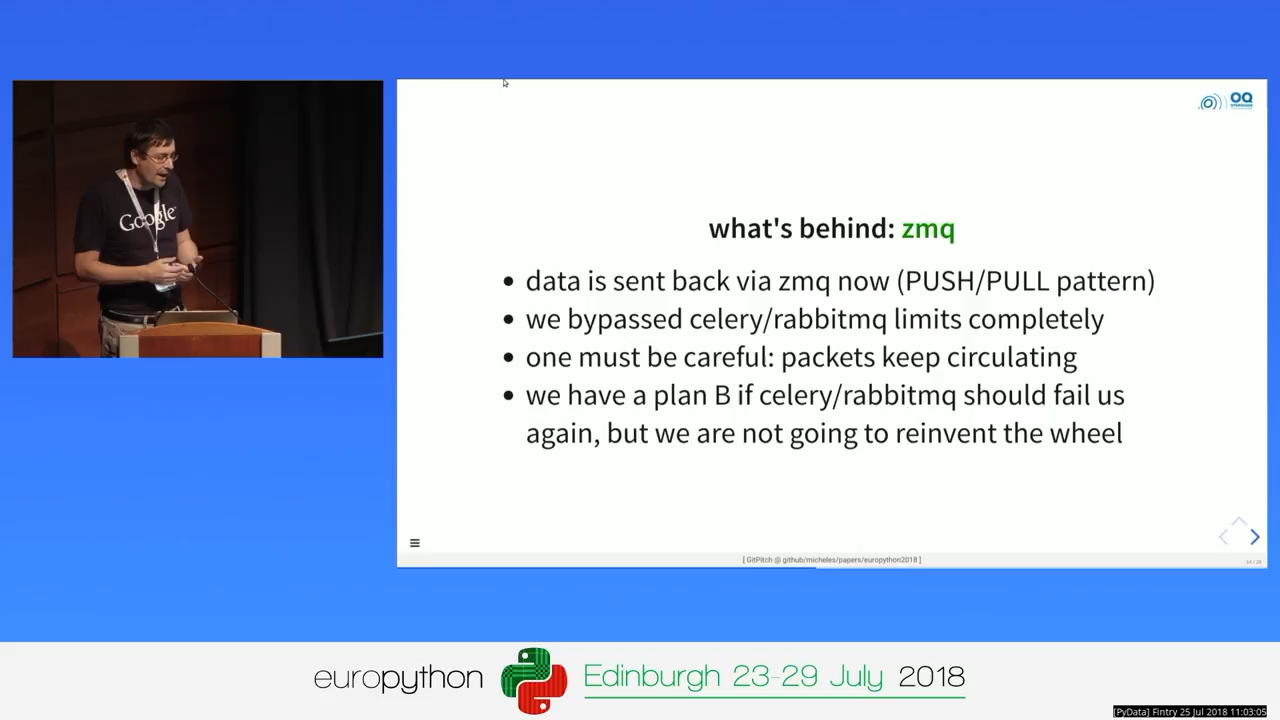 Google
OQ
what's behind: zmq
• data is sent back via zmq now (PUSH/PULL pattern)
• we bypassed celery/rabbitmq limits completely
• one must be careful: packets keep circulating
• we have a plan B if celery/rabbitmq should fail us
again, but we are not going to reinvent the wheel
[ GitPitch @ github/micheles/papers/europython2018 ]
europython
Edinburgh 23-29 July 2018
[PyData] Fintry 25 Jul 2018 11:03:05